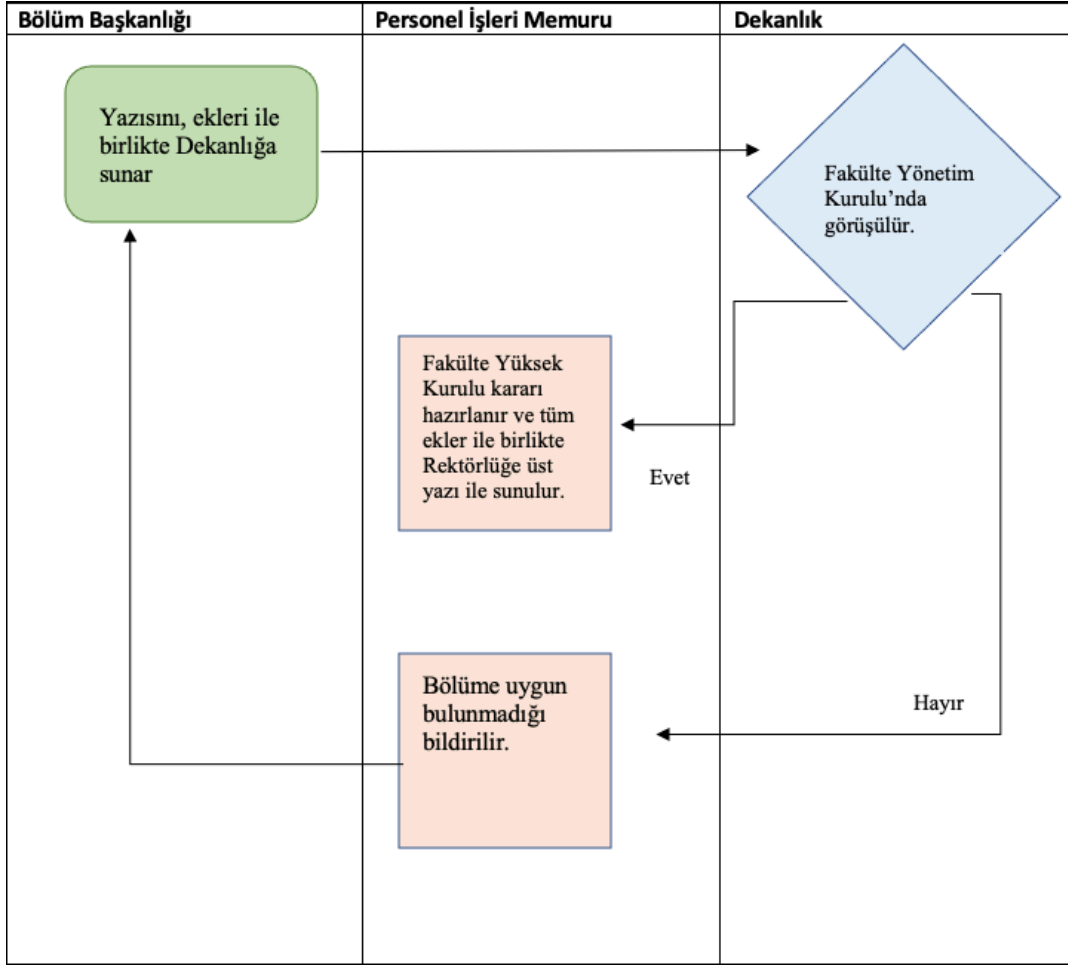 Bölüm Başkanlığı
Personel İşleri Memuru
Dekanlık
Yazısını, ekleri ile
birlikte Dekanlığa
sunar
Fakülte Yönetim
Kurulu’nda
görüşülür.
Fakülte Yüksek
Kurulu kararı
hazırlanır ve tüm
ekler ile birlikte
Rektörlüğe üst
yazı ile sunulur.
Evet
Bölüme uygun
bulunmadığı
bildirilir.
Hayır